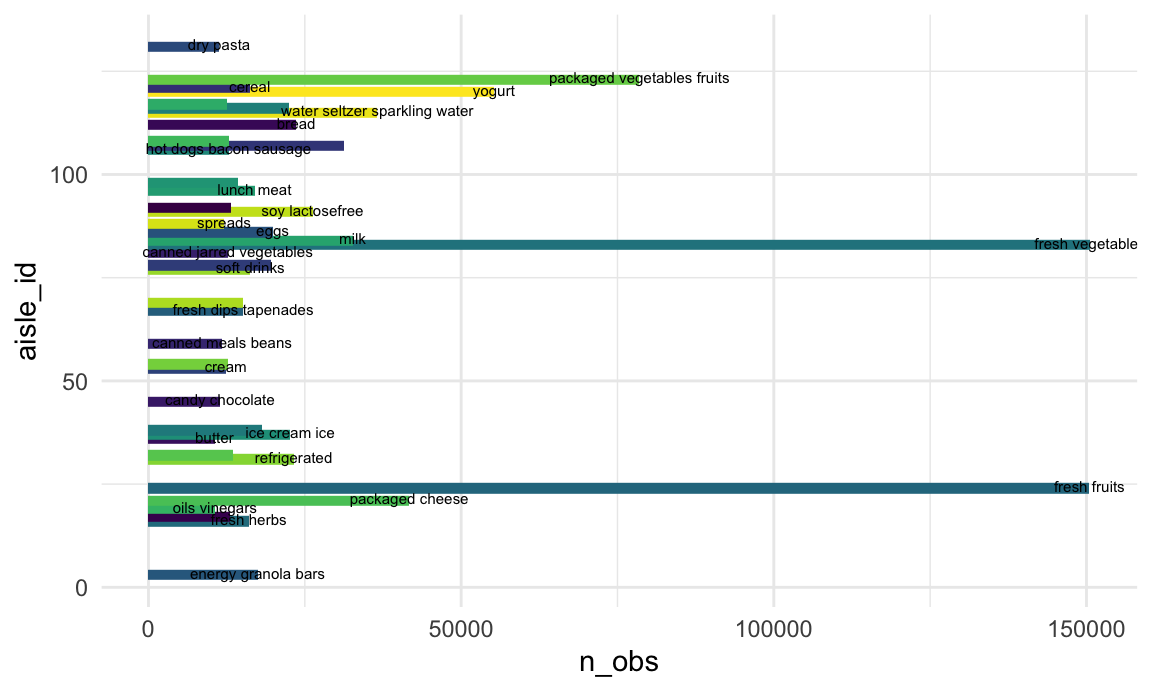 dry pasta
packaged vegetables fruits
cereal
yogurt
water seltzer sparkling water
bread
hot dogs bacon sausage
100
lunch meat
soy lactosefree
spreads
eggs
milk
fresh vegetable
canned jarred vegetables
soft drinks
fresh dips tapenades
canned meals beans
cream
50
candy chocolate
ice cream ice
butter
refrigerated
fresh fruits
packaged cheese
oils vinegars
fresh herbs
energy granola bars
0
aisle_id
0 50000 100000 150000
n_obs